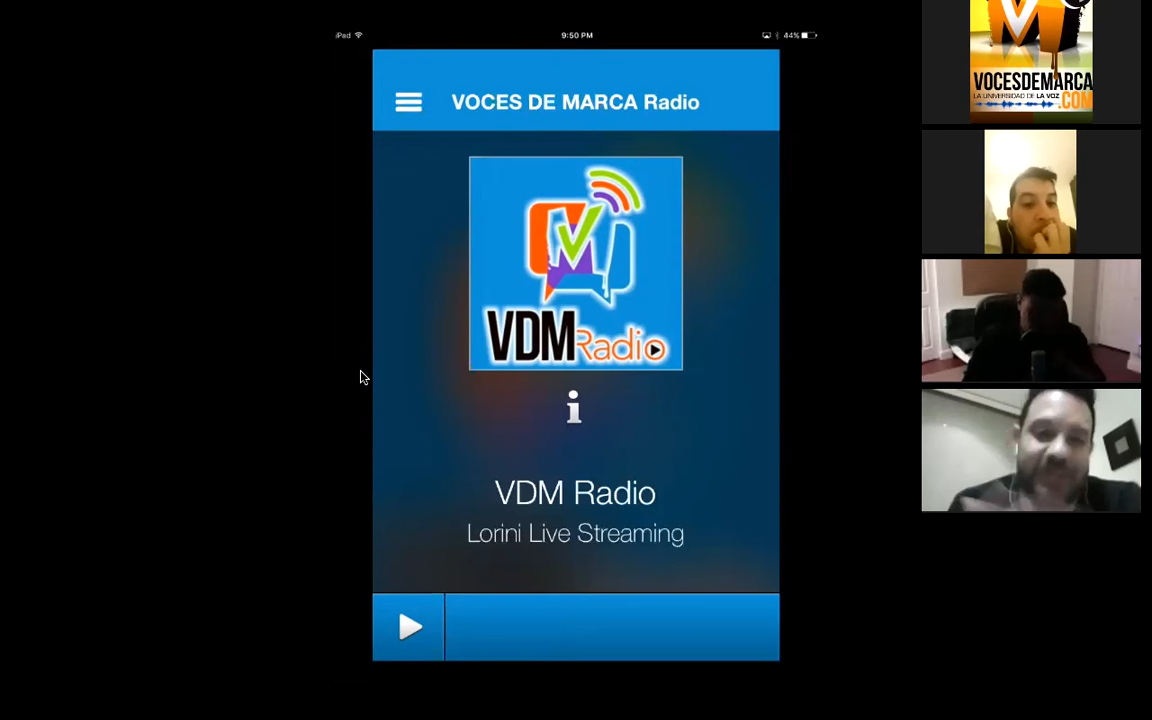 iPad
9:50 PM
44%
VOCES DE MARCA Radio
VDM Radio
VDM Radio
Lorini Live Streaming
VOCESDEMARCA
LA UNIVERSIDAD DE LA VOZ
.COM